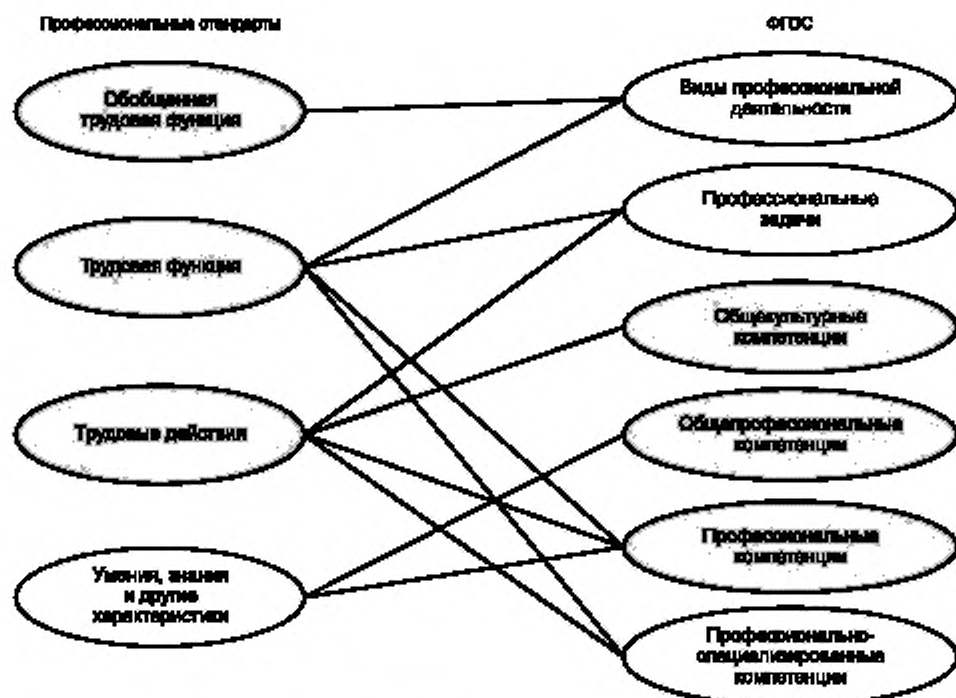 Профессиональные стандарты
ФГОС
Обобщенная
трудовая функция
Виды профессиональной
деятельности
Трудовая функция
Профессиональные
задачи
Общекультурные
компетенции
Трудовые действия
Общепрофессиональные
компетенции
Профессиональные
компетенции
Умения, знания
и другие
характеристики
Профессионально-
специализированные
компетенции